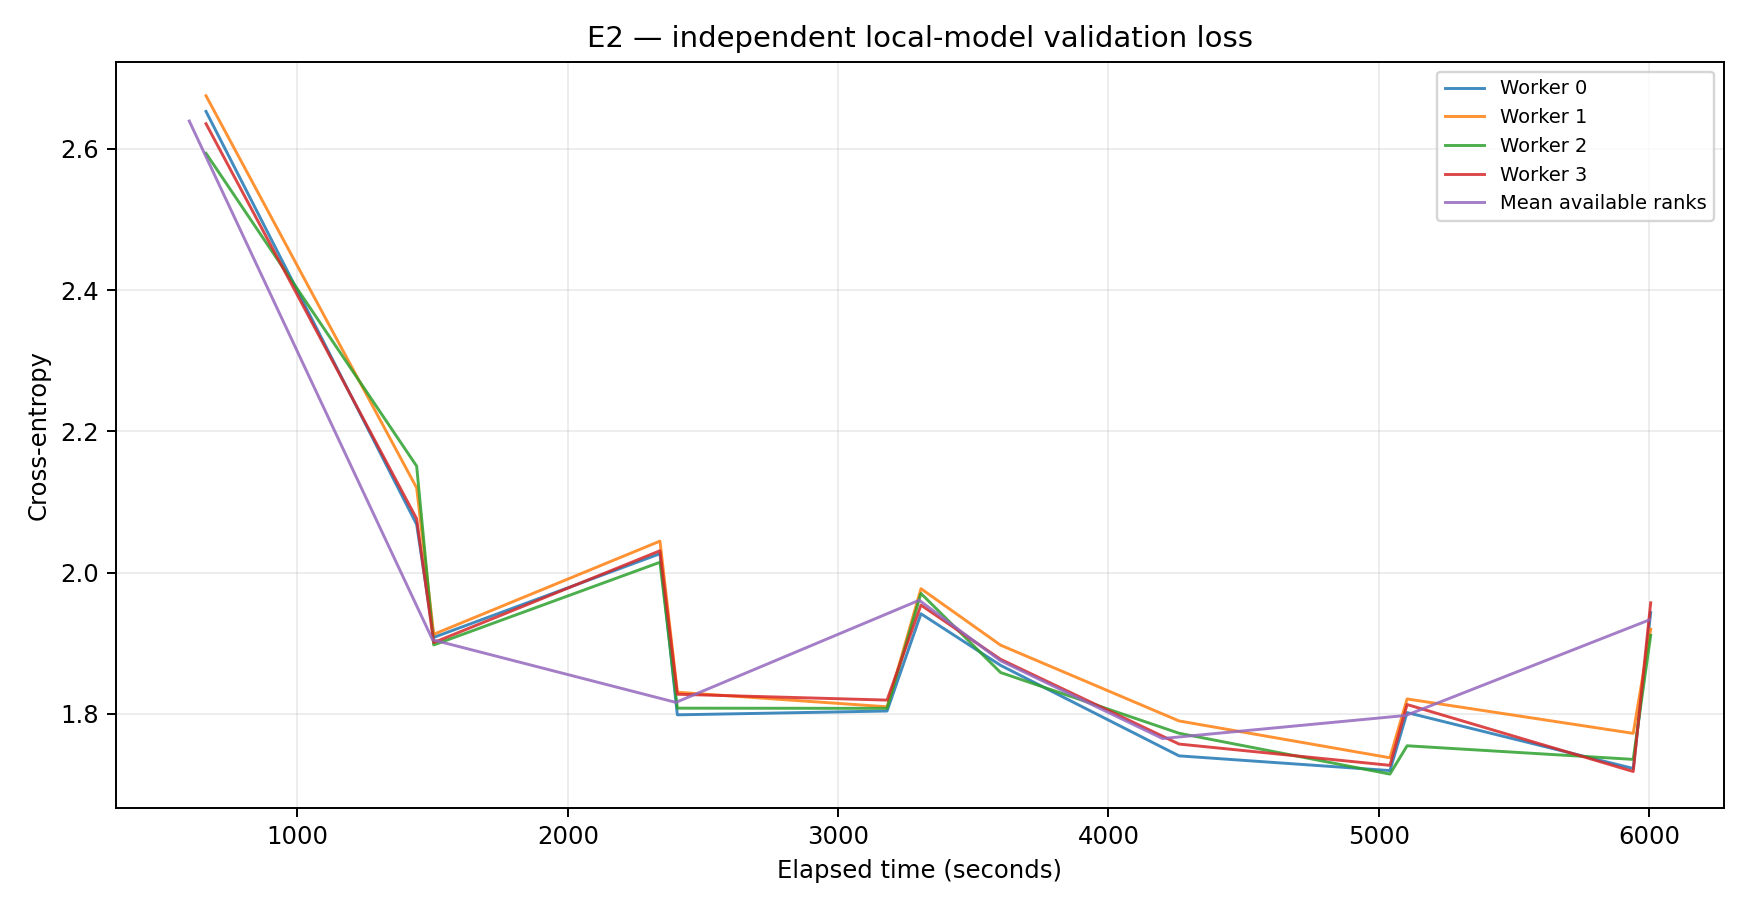 E2 — independent local-model validation loss
Worker 0
Worker 1
Worker 2
Worker 3
Mean available ranks
Cross-entropy
2.6
2.4
2.2
2.0
1.8
1000 2000 3000 4000 5000 6000
Elapsed time (seconds)